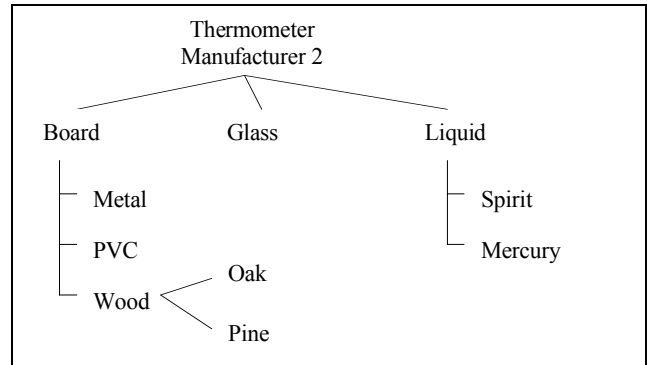 Thermometer
Manufacturer 2
Board Glass Liquid
Metal Spirit
PVC Mercury
Oak
Wood
Pine